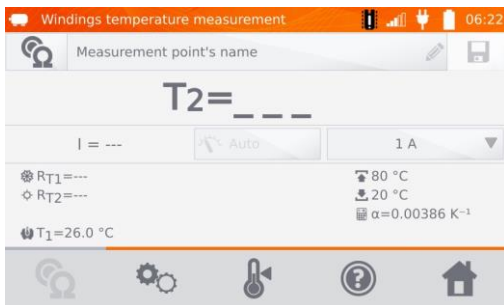 Windings temperature measurement 06:22
Measurement point's name
T2=_ _ _
I = --- Auto 1 A
RT1=--- 80 °C
RT2=--- 20 °C
α=0.00386 K⁻¹
T1=26.0 °C